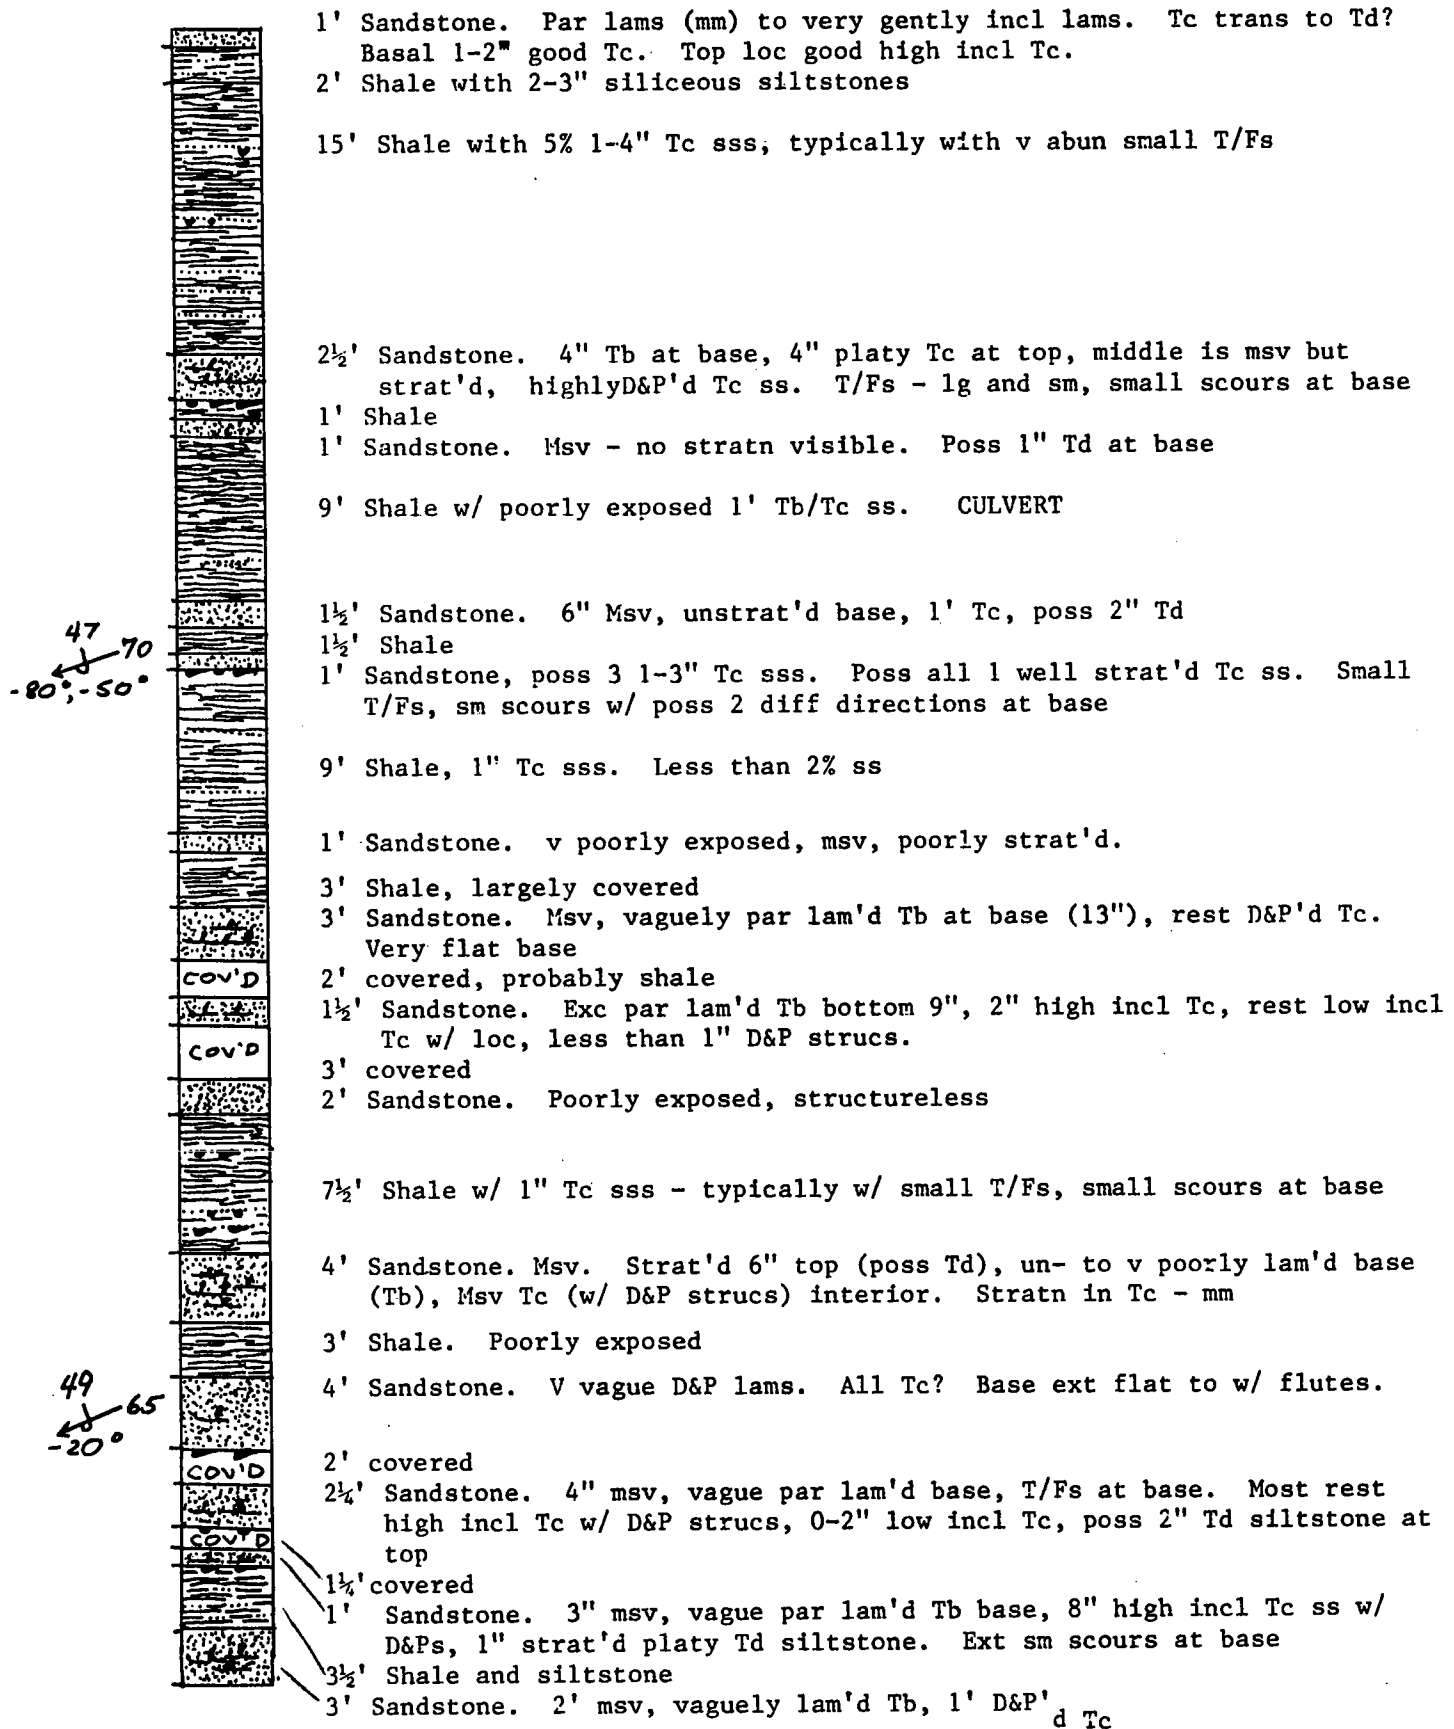 1' Sandstone. Par lams (mm) to very gently incl lams. Tc trans to Td?
Basal 1-2" good Tc. Top loc good high incl Tc.
2' Shale with 2-3" siliceous siltstones
15' Shale with 5% 1-4" Tc sss, typically with v abun small T/Fs
2½' Sandstone. 4" Tb at base, 4" platy Tc at top, middle is msv but
strat'd, highlyD&P'd Tc ss. T/Fs - lg and sm, small scours at base
1' Shale
1' Sandstone. Msv - no stratn visible. Poss 1" Td at base
9' Shale w/ poorly exposed 1' Tb/Tc ss. CULVERT
1½' Sandstone. 6" Msv, unstrat'd base, 1' Tc, poss 2" Td
47
70
-80°,-50°
1½' Shale
1' Sandstone, poss 3 1-3" Tc sss. Poss all 1 well strat'd Tc ss. Small
T/Fs, sm scours w/ poss 2 diff directions at base
9' Shale, 1" Tc sss. Less than 2% ss
1' Sandstone. v poorly exposed, msv, poorly strat'd.
3' Shale, largely covered
3' Sandstone. Msv, vaguely par lam'd Tb at base (13"), rest D&P'd Tc.
Very flat base
COV'D
2' covered, probably shale
1½' Sandstone. Exc par lam'd Tb bottom 9", 2" high incl Tc, rest low incl
Tc w/ loc, less than 1" D&P strucs.
COV'D
3' covered
2' Sandstone. Poorly exposed, structureless
7½' Shale w/ 1" Tc sss - typically w/ small T/Fs, small scours at base
4' Sandstone. Msv. Strat'd 6" top (poss Td), un- to v poorly lam'd base
(Tb), Msv Tc (w/ D&P strucs) interior. Stratn in Tc - mm
3' Shale. Poorly exposed
49
65
-20°
4' Sandstone. V vague D&P lams. All Tc? Base ext flat to w/ flutes.
COV'D
2' covered
2¼' Sandstone. 4" msv, vague par lam'd base, T/Fs at base. Most rest
high incl Tc w/ D&P strucs, 0-2" low incl Tc, poss 2" Td siltstone at
top
COV'D
1¼' covered
1' Sandstone. 3" msv, vague par lam'd Tb base, 8" high incl Tc ss w/
D&Ps, 1" strat'd platy Td siltstone. Ext sm scours at base
3½' Shale and siltstone
3' Sandstone. 2' msv, vaguely lam'd Tb, 1' D&P'd Tc